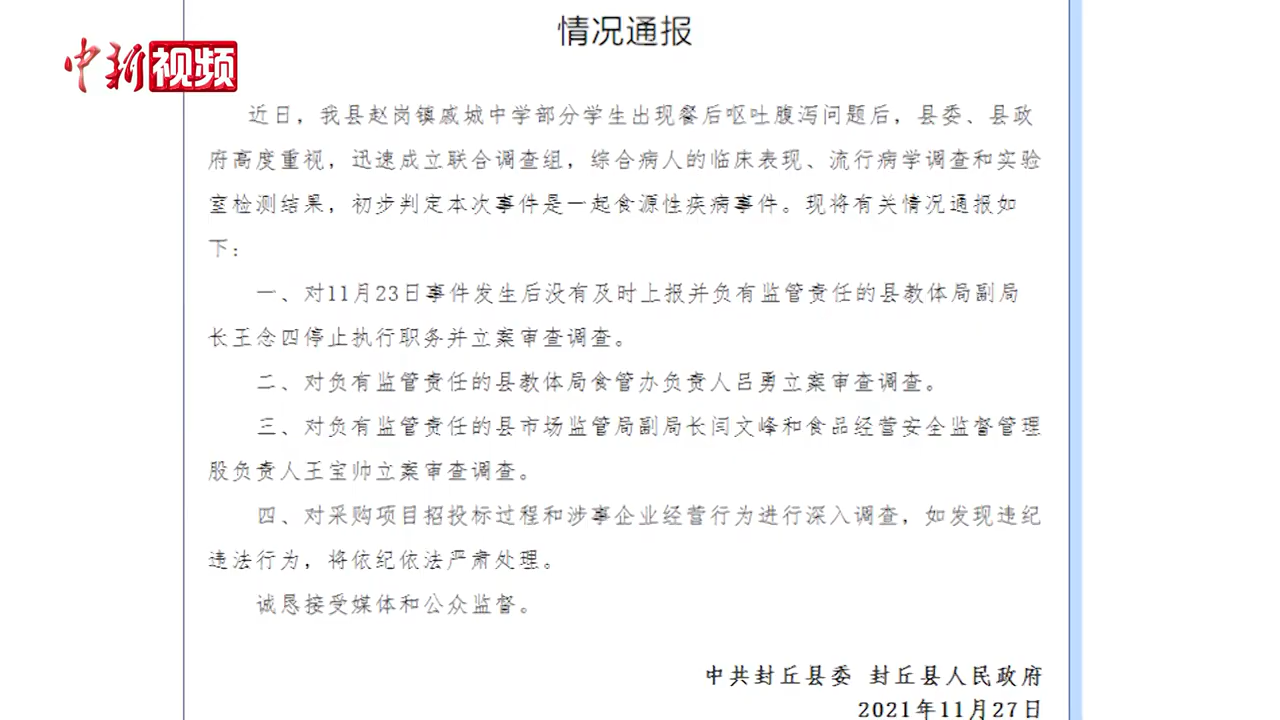 情况通报
中新视频
近日，我县赵岗镇戚城中学部分学生出现餐后呕吐腹泻问题后，县委、县政
府高度重视，迅速成立联合调查组，综合病人的临床表现、流行病学调查和实验
室检测结果，初步判定本次事件是一起食源性疾病事件。现将有关情况通报如
下：
一、对11月23日事件发生后没有及时上报并负有监管责任的县教体局副局
长王念四停止执行职务并立案审查调查。
二、对负有监管责任的县教体局食管办负责人吕勇立案审查调查。
三、对负有监管责任的县市场监管局副局长闫文峰和食品经营安全监督管理
股负责人王宝帅立案审查调查。
四、对采购项目招投标过程和涉事企业经营行为进行深入调查，如发现违纪
违法行为，将依纪依法严肃处理。
诚恳接受媒体和公众监督。
中共封丘县委 封丘县人民政府
2021年11月27日